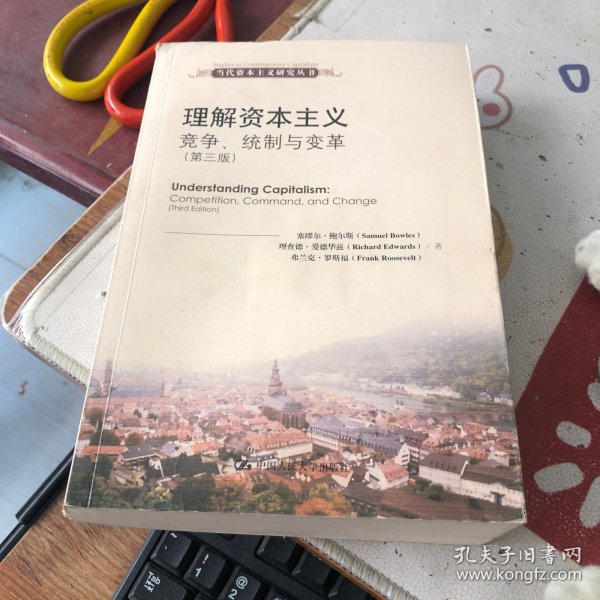 Studies in Contemporary Capitalism
当代资本主义研究丛书
理解资本主义
竞争、统制与变革
(第三版)
Understanding Capitalism:
Competition, Command, and Change
(Third Edition)
塞缪尔·鲍尔斯(Samuel Bowles)
理查德·爱德华兹(Richard Edwards)/著
弗兰克·罗斯福(Frank Roosevelt)
中国人民大学出版社
Tab
1
2
孔夫子旧书网
www.kongfz.com